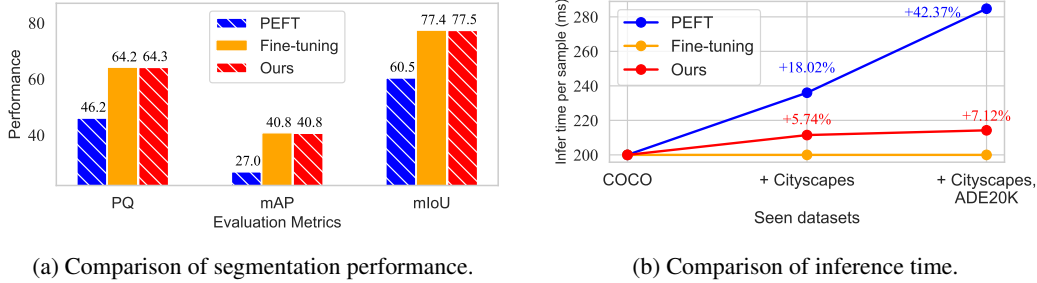 80
60
40
Performance
46.2
64.2
64.3
27.0
40.8
40.8
60.5
77.4
77.5
PEFT
Fine-tuning
Ours
PQ
mAP
mIoU
Evaluation Metrics
(a) Comparison of segmentation performance.
280
260
240
220
200
Infer time per sample (ms)
PEFT
Fine-tuning
Ours
+42.37%
+18.02%
+5.74%
+7.12%
COCO
+ Cityscapes
+ Cityscapes,
ADE20K
Seen datasets
(b) Comparison of inference time.